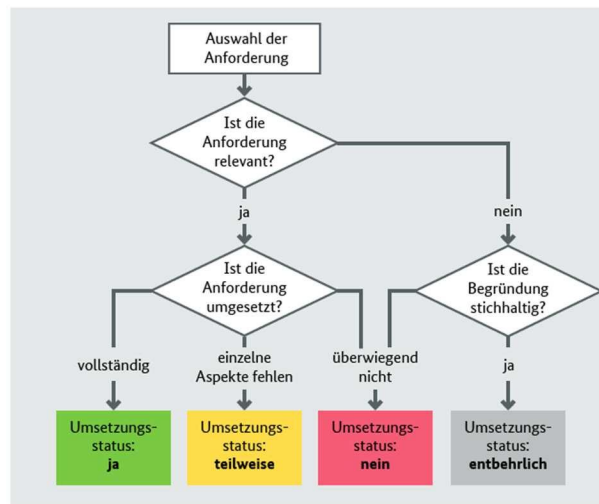 Auswahl der
Anforderung
Ist die
Anforderung
relevant?
ja
nein
Ist die
Anforderung
umgesetzt?
Ist die
Begründung
stichhaltig?
vollständig
einzelne
Aspekte fehlen
überwiegend
nicht
ja
Umsetzungs-
status:
ja
Umsetzungs-
status:
teilweise
Umsetzungs-
status:
nein
Umsetzungs-
status:
entbehrlich